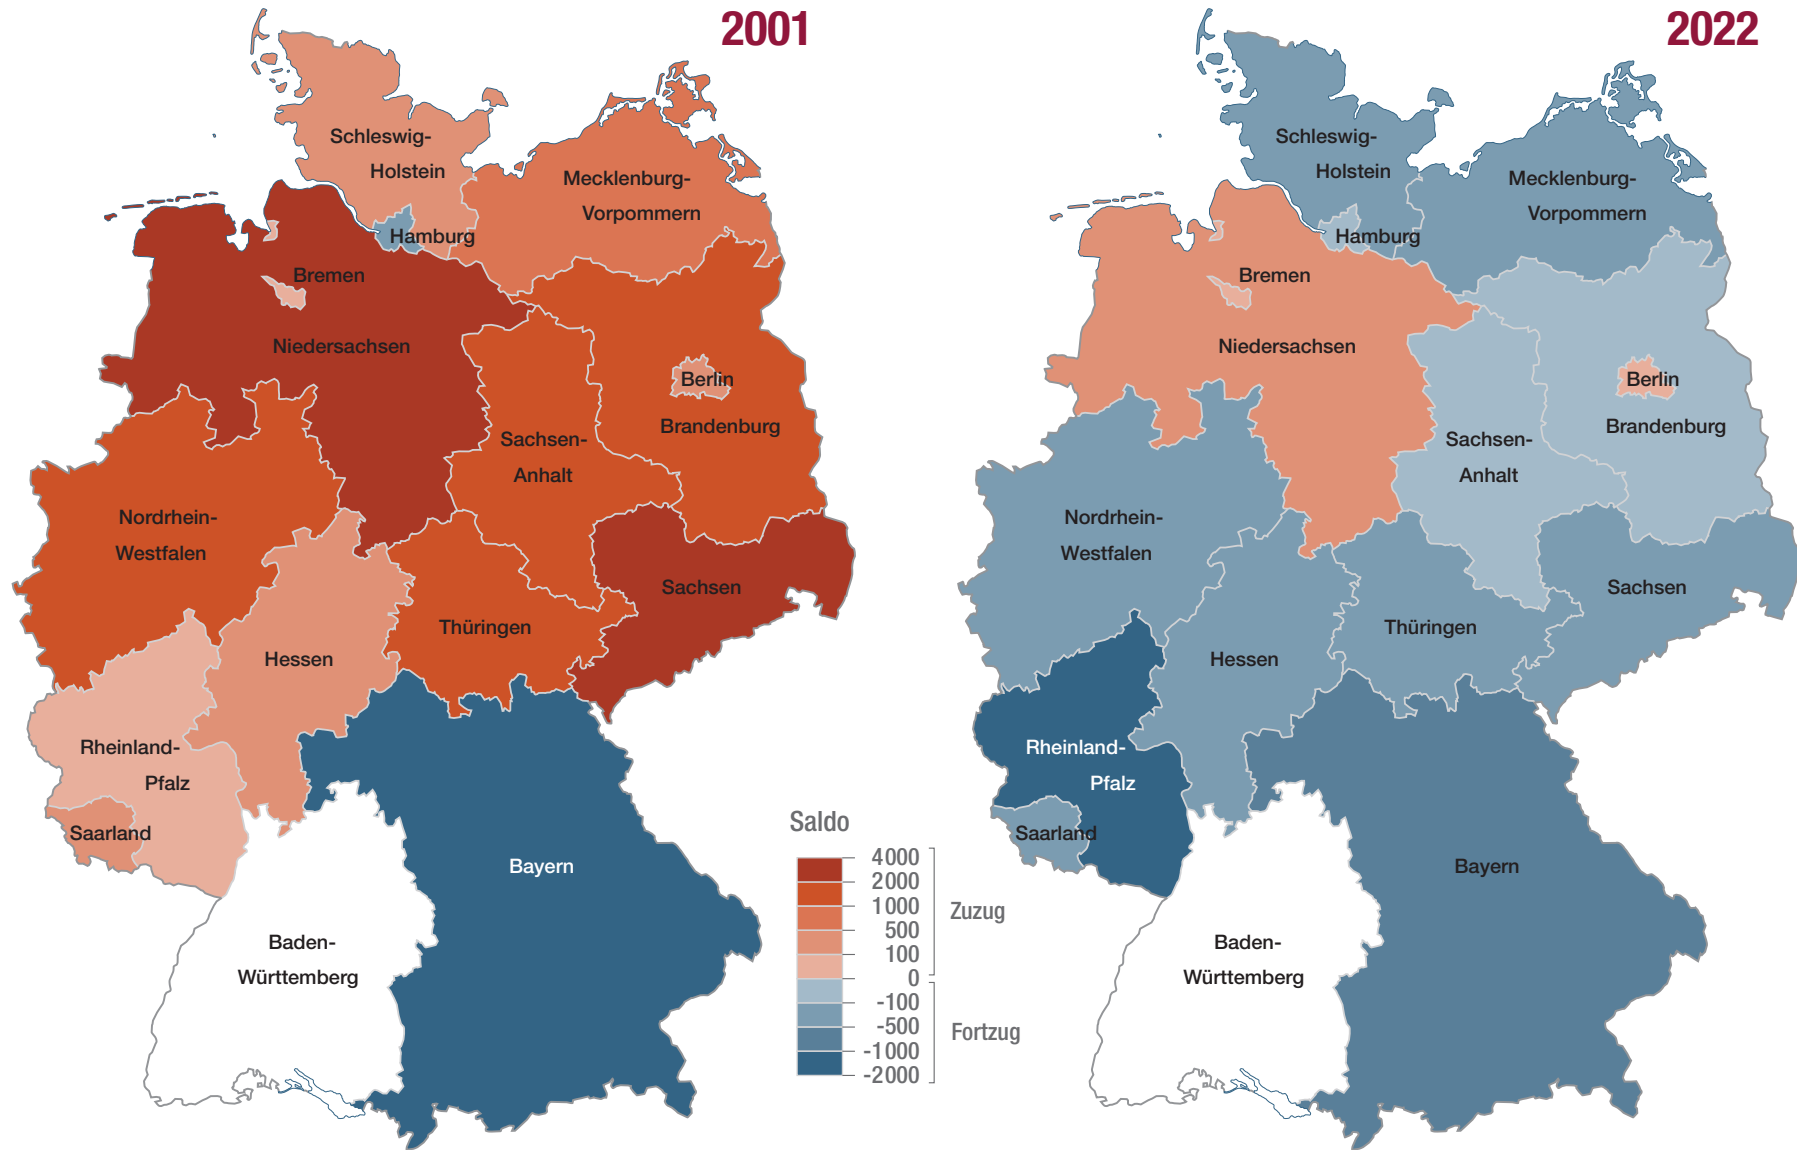 2001
Schleswig-
Holstein
Mecklenburg-
Vorpommern
Hamburg
Bremen
Niedersachsen
Berlin
Brandenburg
Sachsen-
Anhalt
Nordrhein-
Westfalen
Sachsen
Thüringen
Hessen
Rheinland-
Pfalz
Saarland
Bayern
Baden-
Württemberg
Saldo
4000
2000
1000
500
100
0
0
-100
-500
-1000
-2000
Zuzug
Fortzug
2022
Schleswig-
Holstein
Mecklenburg-
Vorpommern
Hamburg
Bremen
Niedersachsen
Berlin
Brandenburg
Sachsen-
Anhalt
Nordrhein-
Westfalen
Sachsen
Thüringen
Hessen
Rheinland-
Pfalz
Saarland
Bayern
Baden-
Württemberg